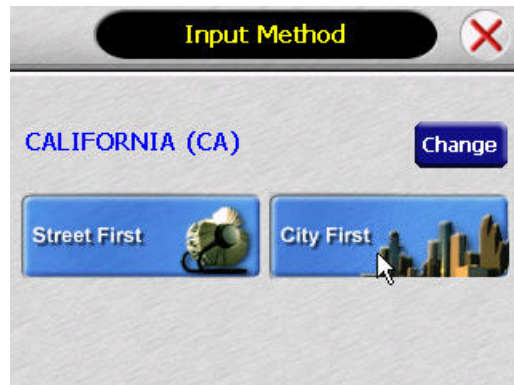 Input Method
CALIFORNIA (CA)
Change
Street First
City First